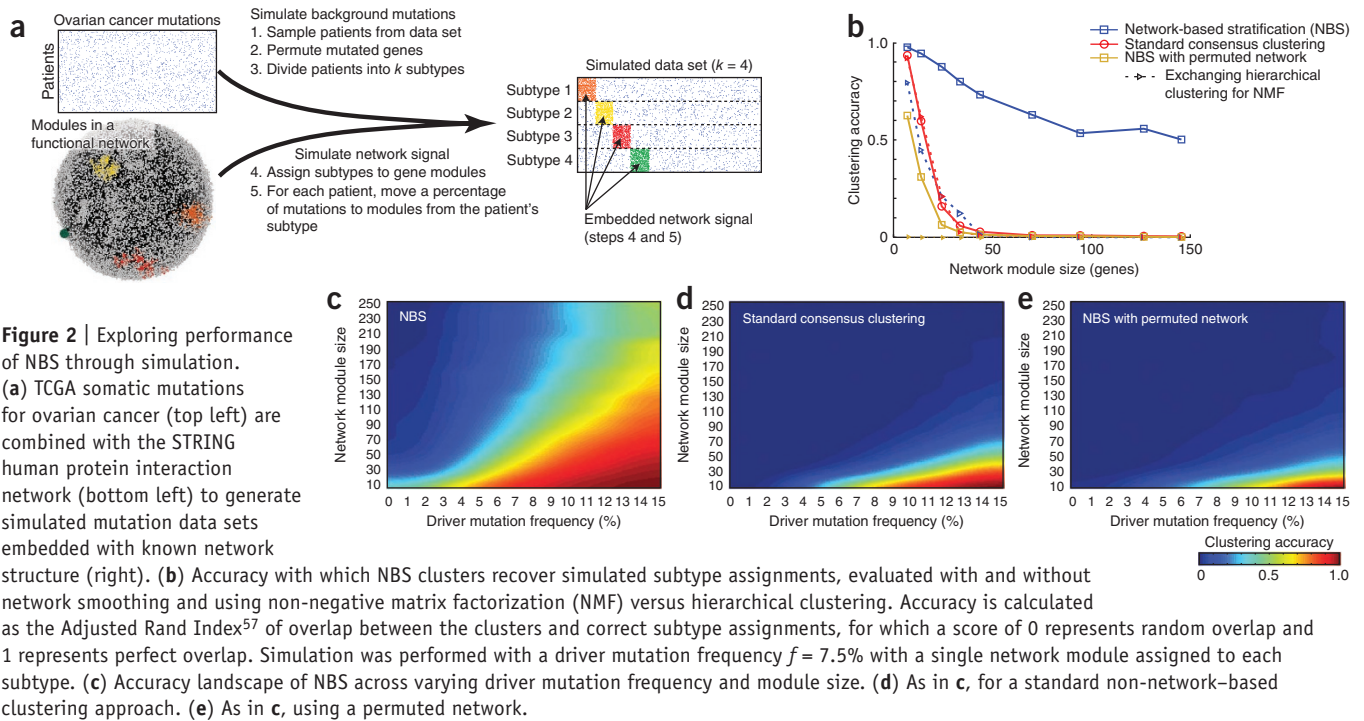 a
Ovarian cancer mutations
Patients
Modules in a
functional network
Simulate background mutations
1. Sample patients from data set
2. Permute mutated genes
3. Divide patients into k subtypes
Simulate network signal
4. Assign subtypes to gene modules
5. For each patient, move a percentage
of mutations to modules from the patient's
subtype
Simulated data set (k = 4)
Subtype 1
Subtype 2
Subtype 3
Subtype 4
Embedded network signal
(steps 4 and 5)
b
Network-based stratification (NBS)
Standard consensus clustering
NBS with permuted network
Exchanging hierarchical
clustering for NMF
Clustering accuracy
1.0
0.5
0
0 50 100 150
Network module size (genes)
c
NBS
Network module size
250
230
210
190
170
150
130
110
90
70
50
30
10
0 1 2 3 4 5 6 7 8 9 10 11 12 13 14 15
Driver mutation frequency (%)
d
Standard consensus clustering
Network module size
250
230
210
190
170
150
130
110
90
70
50
30
10
0 1 2 3 4 5 6 7 8 9 10 11 12 13 14 15
Driver mutation frequency (%)
e
NBS with permuted network
Network module size
250
230
210
190
170
150
130
110
90
70
50
30
10
0 1 2 3 4 5 6 7 8 9 10 11 12 13 14 15
Driver mutation frequency (%)
Clustering accuracy
0 0.5 1.0
Figure 2 | Exploring performance
of NBS through simulation.
(a) TCGA somatic mutations
for ovarian cancer (top left) are
combined with the STRING
human protein interaction
network (bottom left) to generate
simulated mutation data sets
embedded with known network
structure (right). (b) Accuracy with which NBS clusters recover simulated subtype assignments, evaluated with and without
network smoothing and using non-negative matrix factorization (NMF) versus hierarchical clustering. Accuracy is calculated
as the Adjusted Rand Index57 of overlap between the clusters and correct subtype assignments, for which a score of 0 represents random overlap and
1 represents perfect overlap. Simulation was performed with a driver mutation frequency f = 7.5% with a single network module assigned to each
subtype. (c) Accuracy landscape of NBS across varying driver mutation frequency and module size. (d) As in c, for a standard non-network–based
clustering approach. (e) As in c, using a permuted network.